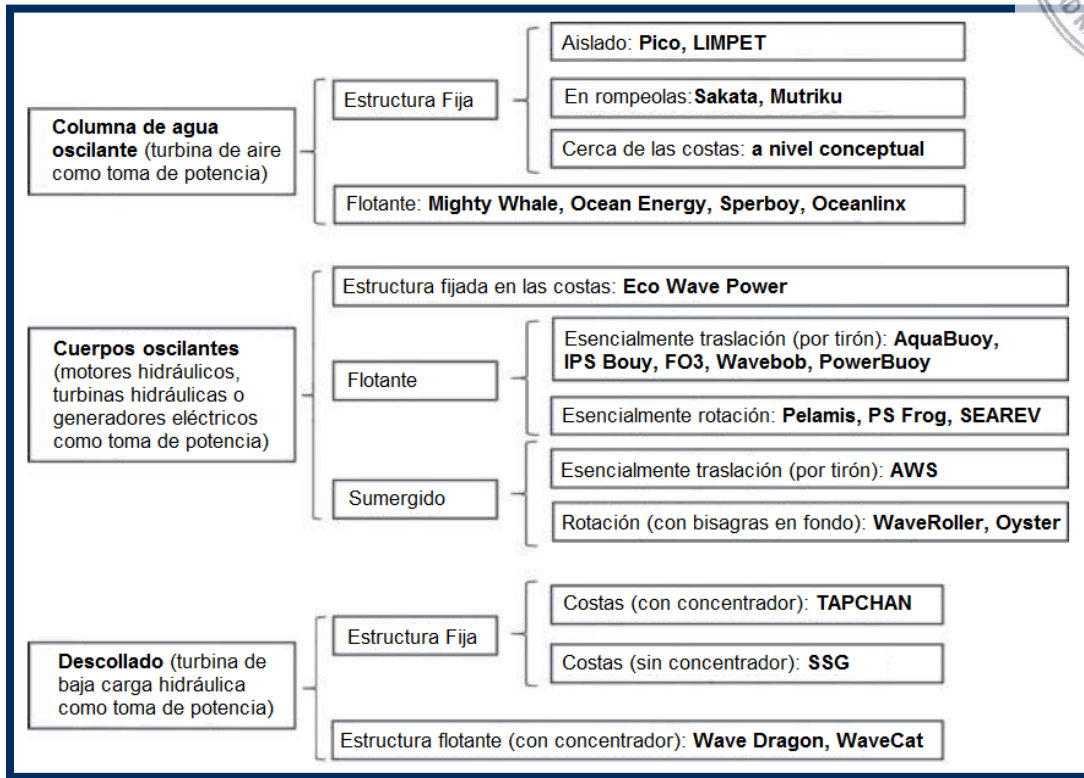 Columna de agua
oscilante (turbina de aire
como toma de potencia)
Estructura Fija
Aislado: Pico, LIMPET
En rompeolas:Sakata, Mutriku
Cerca de las costas: a nivel conceptual
Flotante: Mighty Whale, Ocean Energy, Sperboy, Oceanlinx
Cuerpos oscilantes
(motores hidráulicos,
turbinas hidráulicas o
generadores eléctricos
como toma de potencia)
Estructura fijada en las costas: Eco Wave Power
Flotante
Esencialmente traslación (por tirón): AquaBuoy,
IPS Bouy, FO3, Wavebob, PowerBuoy
Esencialmente rotación: Pelamis, PS Frog, SEAREV
Sumergido
Esencialmente traslación (por tirón): AWS
Rotación (con bisagras en fondo): WaveRoller, Oyster
Descollado (turbina de
baja carga hidráulica
como toma de potencia)
Estructura Fija
Costas (con concentrador): TAPCHAN
Costas (sin concentrador): SSG
Estructura flotante (con concentrador): Wave Dragon, WaveCat